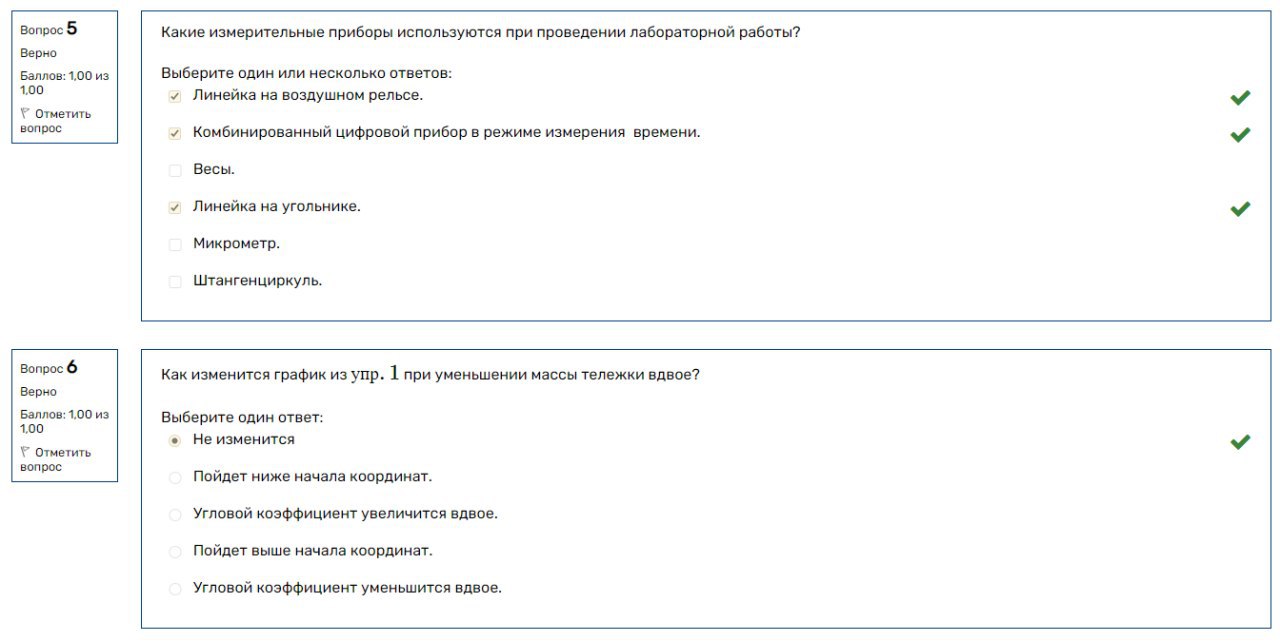 Вопрос 5
Верно
Баллов: 1,00 из
1,00
Отметить
вопрос
Какие измерительные приборы используются при проведении лабораторной работы?
Выберите один или несколько ответов:
Линейка на воздушном рельсе.
Комбинированный цифровой прибор в режиме измерения времени.
Весы.
Линейка на угольнике.
Микрометр.
Штангенциркуль.
Вопрос 6
Верно
Баллов: 1,00 из
1,00
Отметить
вопрос
Как изменится график из упр. 1 при уменьшении массы тележки вдвое?
Выберите один ответ:
Не изменится
Пойдет ниже начала координат.
Угловой коэффициент увеличится вдвое.
Пойдет выше начала координат.
Угловой коэффициент уменьшится вдвое.